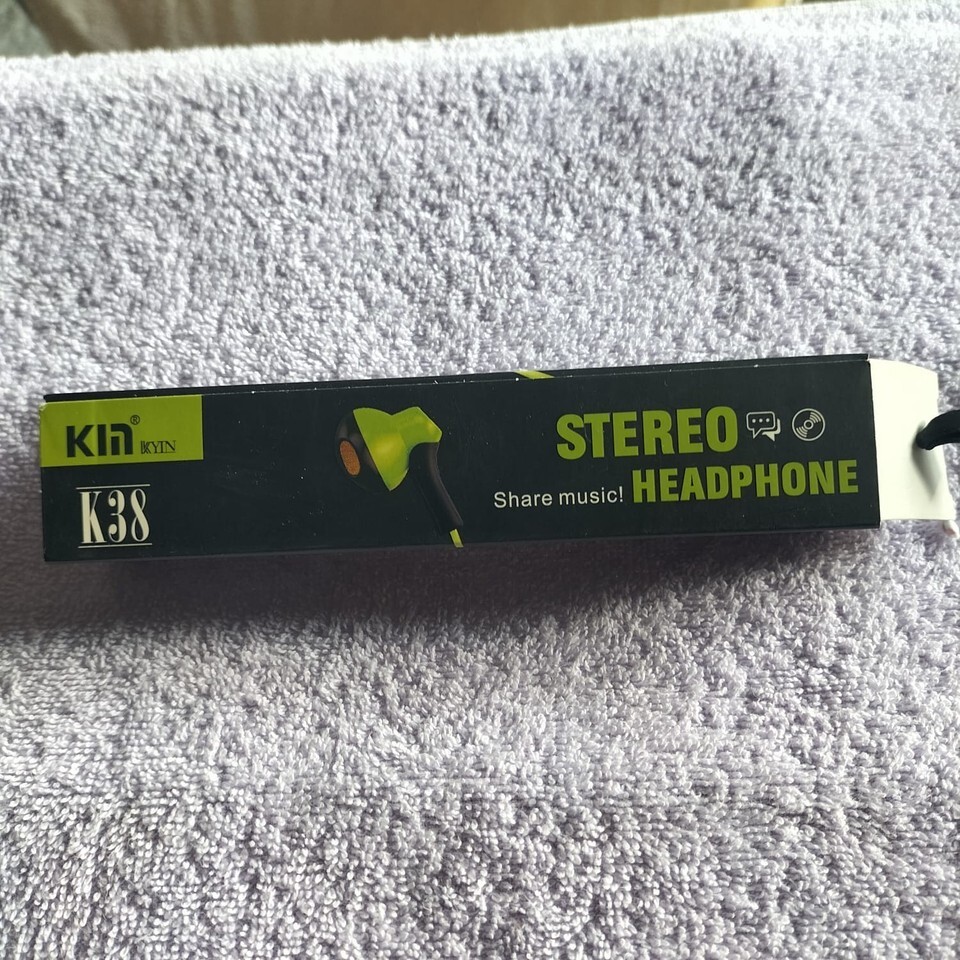 KIn® KYIN
K38
STEREO
Share music! HEADPHONE